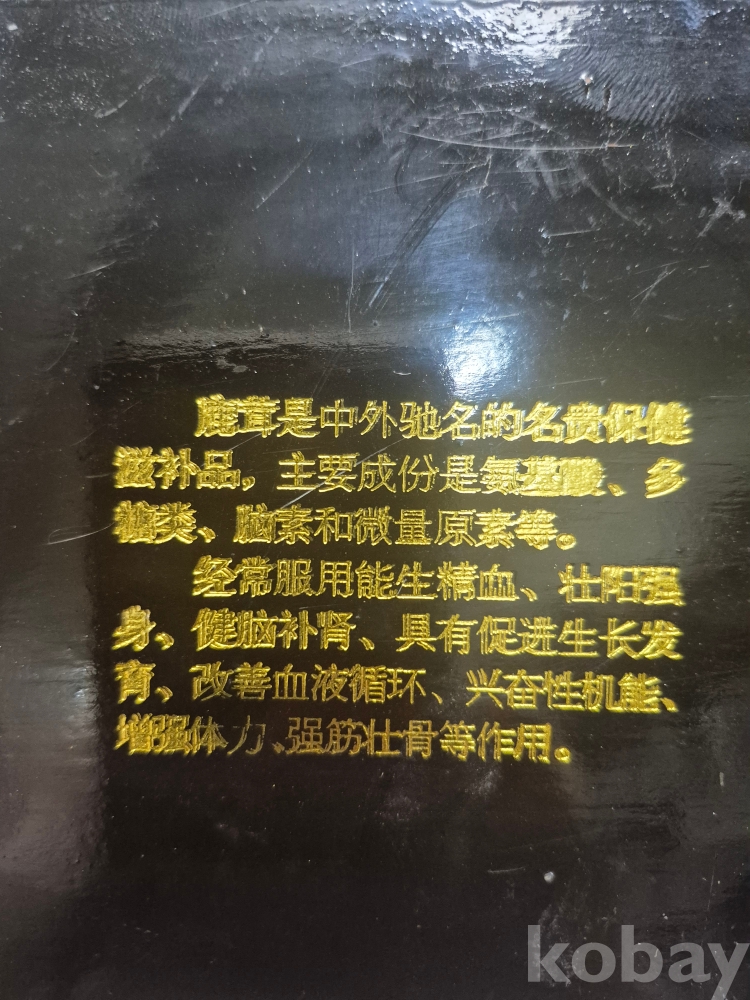 鹿茸是中外驰名的名贵保健
滋补品，主要成份是氨基酸、多
糖类、脑素和微量原素等。
经常服用能生精血、壮阳强
身、健脑补肾、具有促进生长发
育、改善血液循环、兴奋性机能、
增强体力、强筋壮骨等作用。
kobay